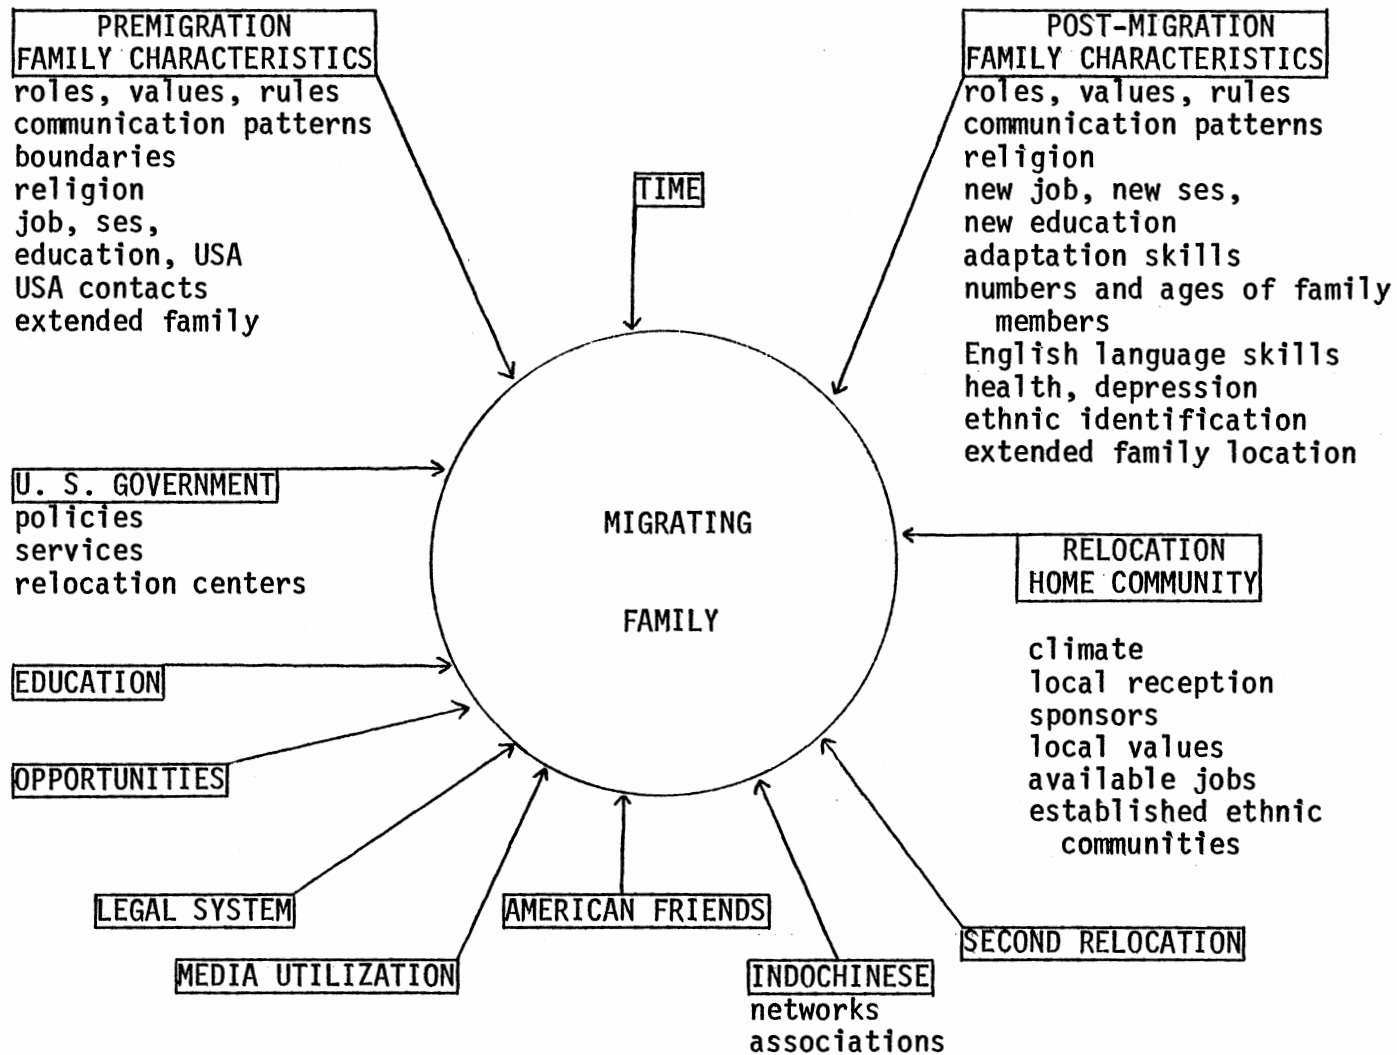 PREMIGRATION
FAMILY CHARACTERISTICS
roles, values, rules
communication patterns
boundaries
religion
job, ses,
education, USA
USA contacts
extended family
TIME
POST-MIGRATION
FAMILY CHARACTERISTICS
roles, values, rules
communication patterns
religion
new job, new ses,
new education
adaptation skills
numbers and ages of family
members
English language skills
health, depression
ethnic identification
extended family location
U. S. GOVERNMENT
policies
services
relocation centers
MIGRATING
FAMILY
RELOCATION
HOME COMMUNITY
climate
local reception
sponsors
local values
available jobs
established ethnic
communities
EDUCATION
OPPORTUNITIES
LEGAL SYSTEM
MEDIA UTILIZATION
AMERICAN FRIENDS
INDOCHINESE
networks
associations
SECOND RELOCATION